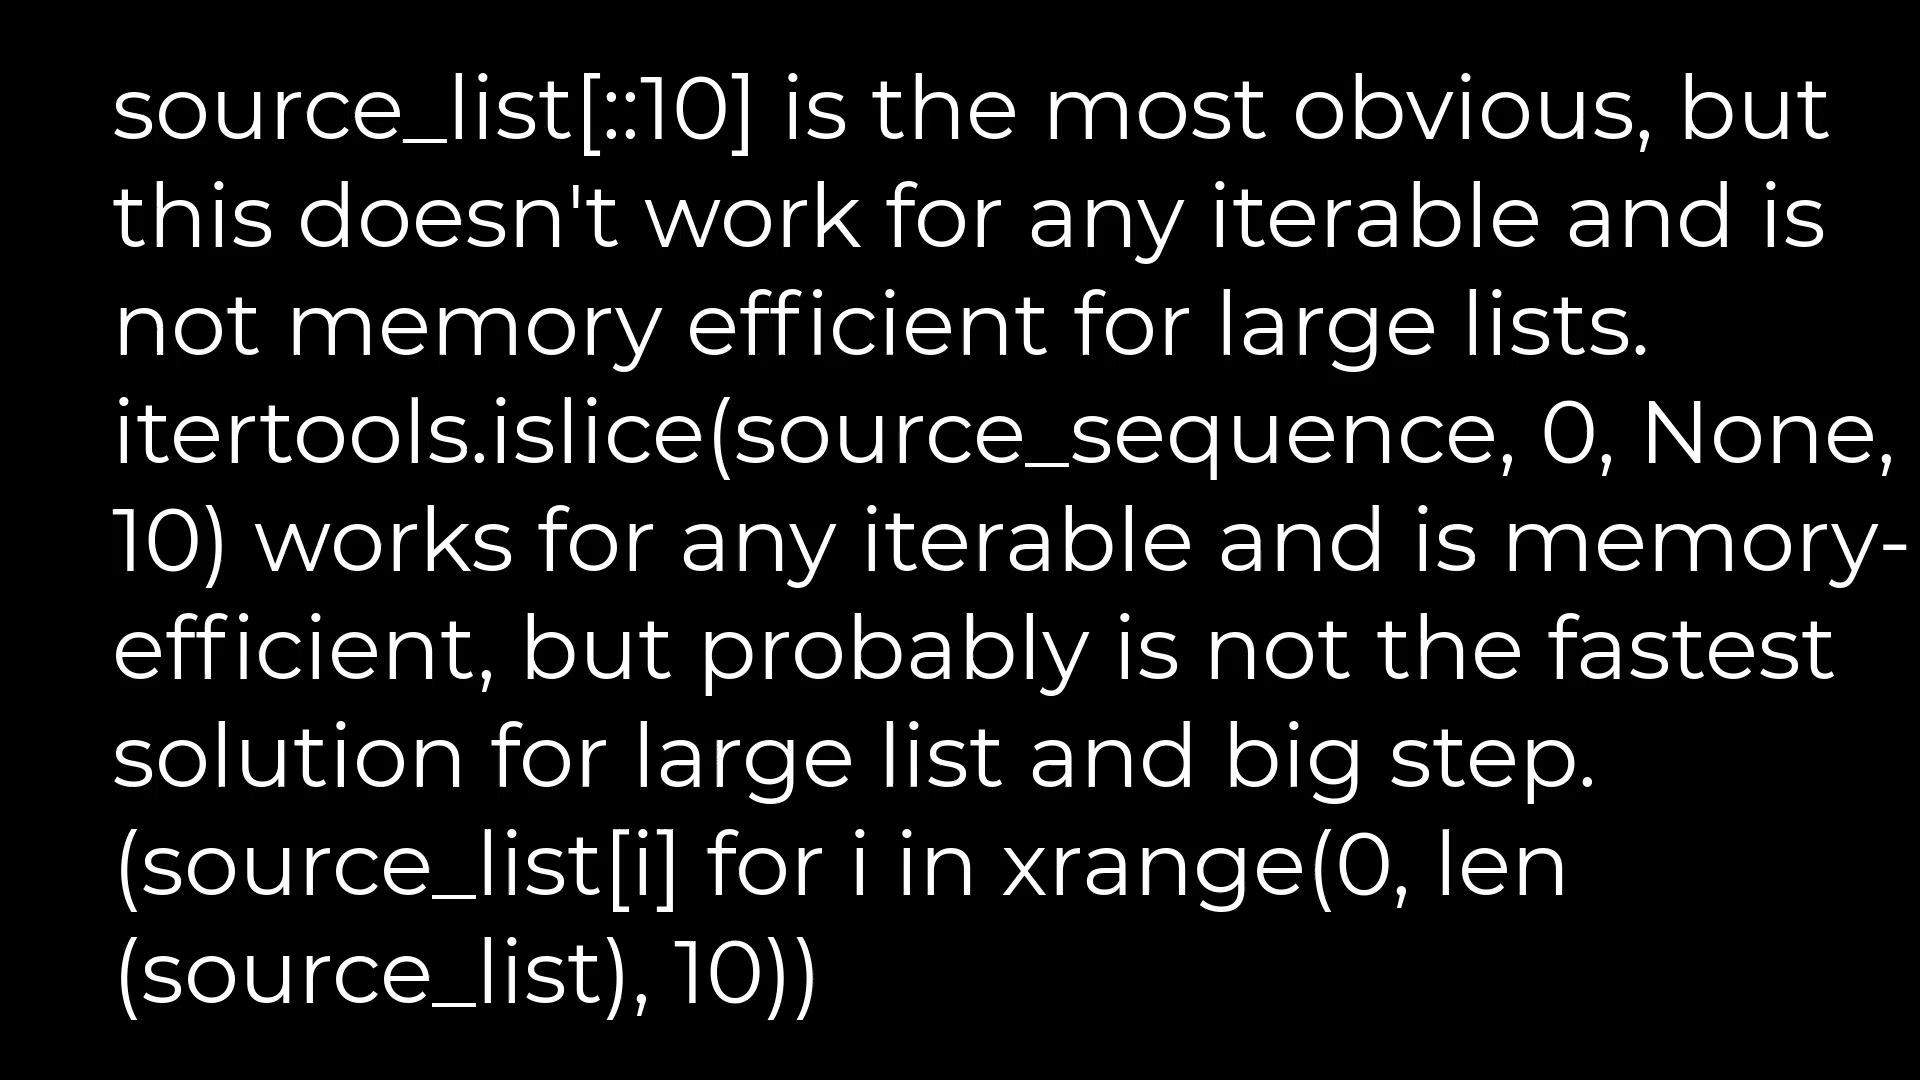 source_list[::10] is the most obvious, but
this doesn't work for any iterable and is
not memory efficient for large lists.
itertools.islice(source_sequence, 0, None,
10) works for any iterable and is memory-
efficient, but probably is not the fastest
solution for large list and big step.
(source_list[i] for i in xrange(0, len
(source_list), 10))